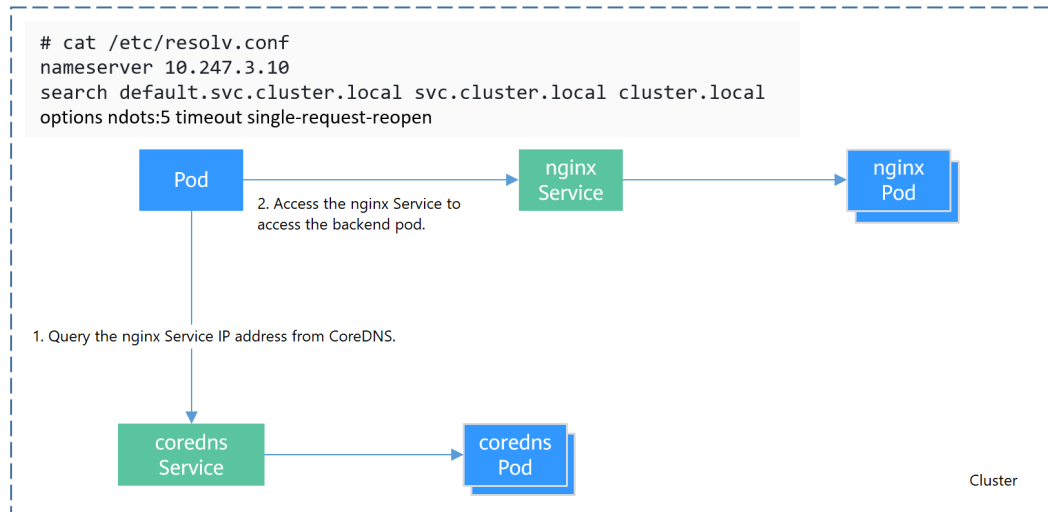 # cat /etc/resolv.conf
nameserver 10.247.3.10
search default.svc.cluster.local svc.cluster.local cluster.local
options ndots:5 timeout single-request-reopen
Pod
nginx
Service
nginx
Pod
2. Access the nginx Service to
access the backend pod.
1. Query the nginx Service IP address from CoreDNS.
coredns
Service
coredns
Pod
Cluster